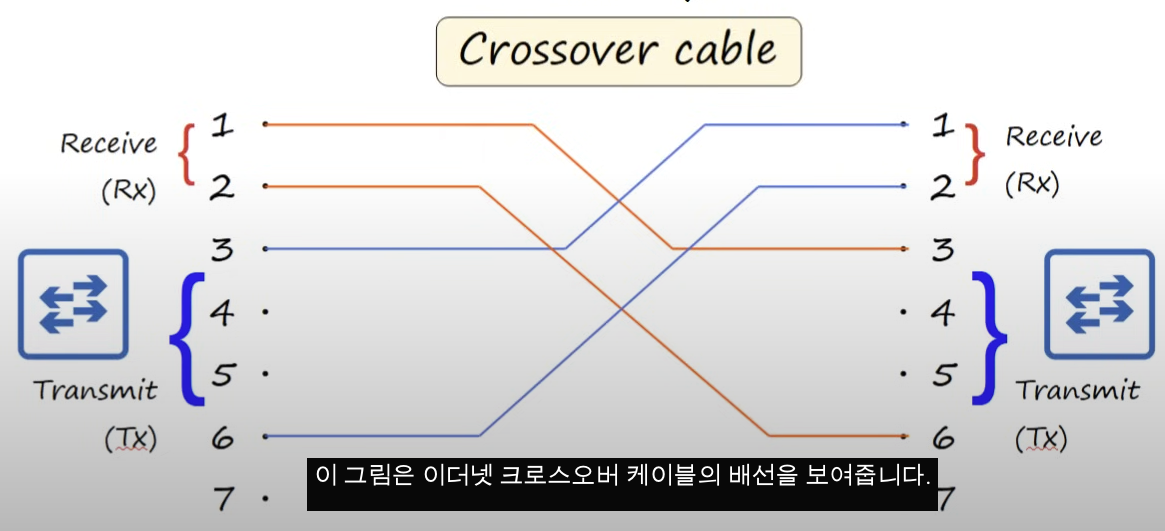 Crossover cable
Receive
(Rx)
1
2
3
4
5
6
7
Transmit
(Tx)
1
2
3
4
5
6
7
Receive
(Rx)
Transmit
(Tx)
이 그림은 이더넷 크로스오버 케이블의 배선을 보여줍니다.